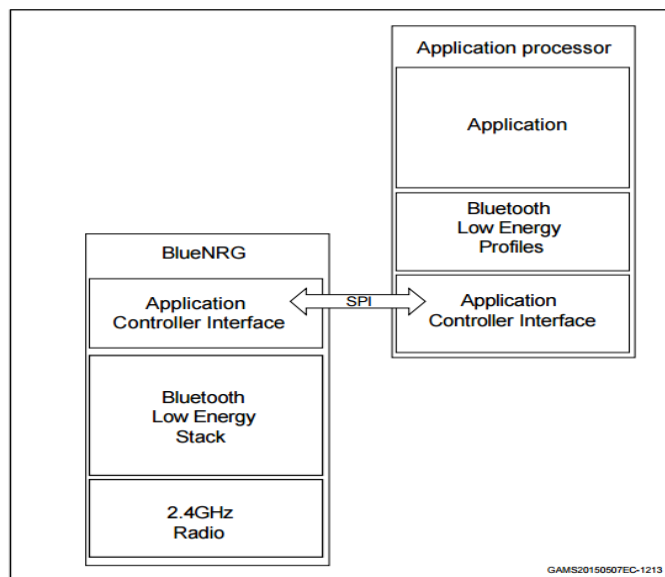 Application processor
Application
Bluetooth
Low Energy
Profiles
Application
Controller Interface
BlueNRG
Application
Controller Interface
SPI
Bluetooth
Low Energy
Stack
2.4GHz
Radio
GAMS20150507EC-1213